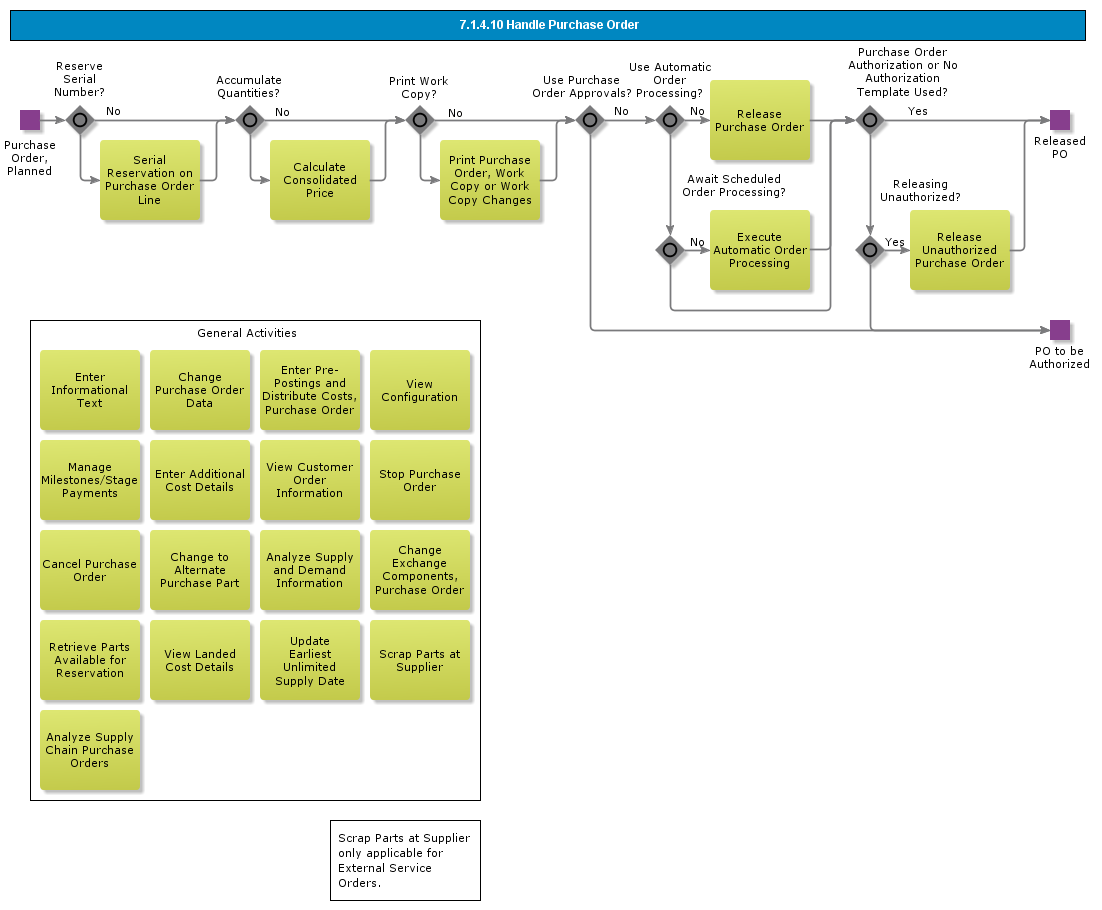 7.1.4.10 Handle Purchase Order
Reserve
Serial
Number?
No
Purchase
Order,
Planned
Serial
Reservation on
Purchase Order
Line
Accumulate
Quantities?
No
Calculate
Consolidated
Price
Print Work
Copy?
No
Print Purchase
Order, Work
Copy or Work
Copy Changes
Use Purchase
Order Approvals?
No
Use Automatic
Order
Processing?
No
Release
Purchase Order
Await Scheduled
Order Processing?
No
Execute
Automatic Order
Processing
Purchase Order
Authorization or No
Authorization
Template Used?
Yes
Released
PO
Releasing
Unauthorized?
Yes
Release
Unauthorized
Purchase Order
PO to be
Authorized
General Activities
Enter
Informational
Text
Change
Purchase Order
Data
Enter Pre-
Postings and
Distribute Costs,
Purchase Order
View
Configuration
Manage
Milestones/Stage
Payments
Enter Additional
Cost Details
View Customer
Order
Information
Stop Purchase
Order
Cancel Purchase
Order
Change to
Alternate
Purchase Part
Analyze Supply
and Demand
Information
Change
Exchange
Components,
Purchase Order
Retrieve Parts
Available for
Reservation
View Landed
Cost Details
Update
Earliest
Unlimited
Supply Date
Scrap Parts at
Supplier
Analyze Supply
Chain Purchase
Orders
Scrap Parts at Supplier
only applicable for
External Service
Orders.